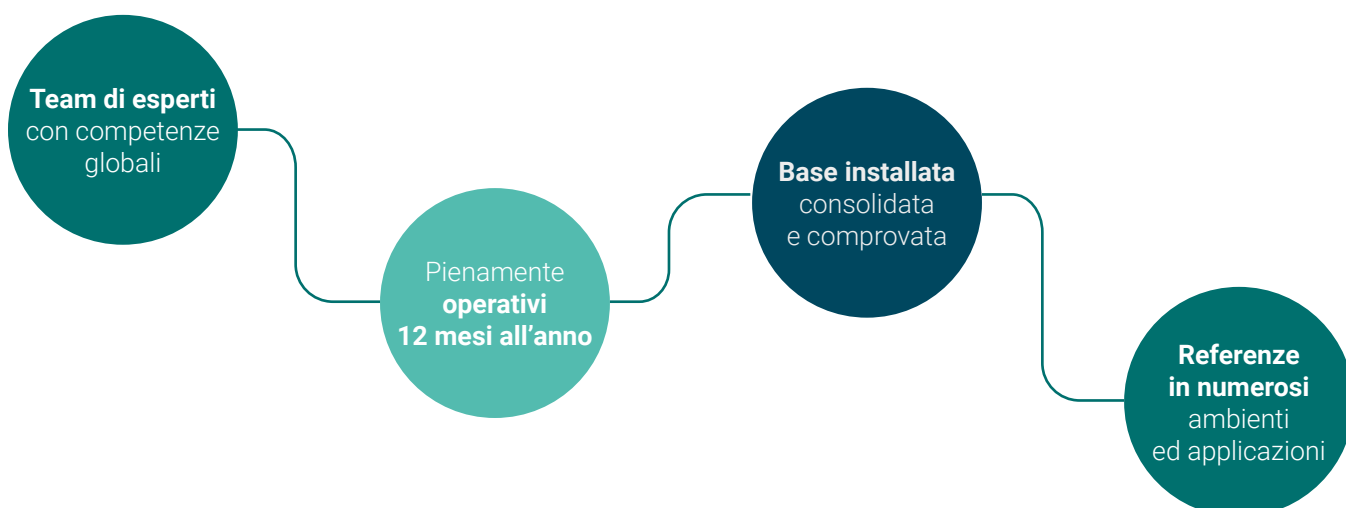 Team di esperti
con competenze
globali
Pienamente
operativi
12 mesi all’anno
Base installata
consolidata
e comprovata
Referenze
in numerosi
ambienti
ed applicazioni